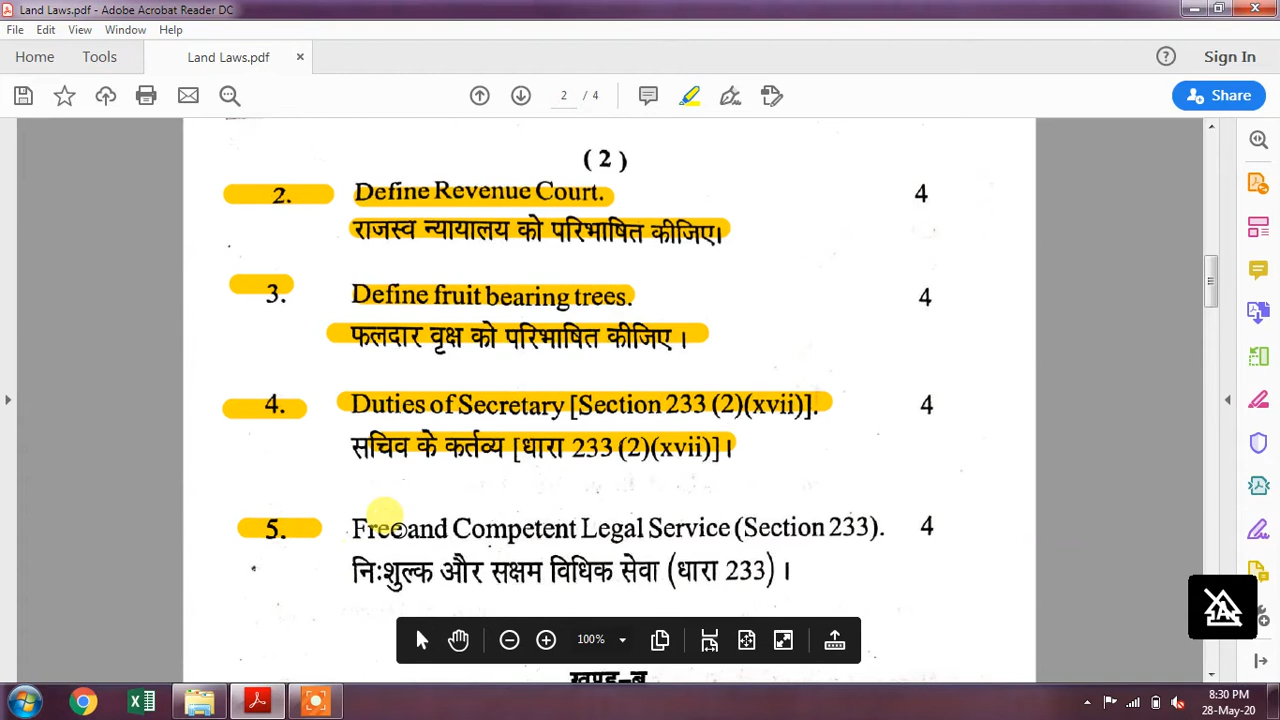 Land Laws.pdf - Adobe Acrobat Reader DC
File Edit View Window Help
Home Tools Land Laws.pdf × ? Sign In
2 / 4 Share
( 2 )
2. Define Revenue Court. 4
राजस्व न्यायालय को परिभाषित कीजिए।
3. Define fruit bearing trees. 4
फलदार वृक्ष को परिभाषित कीजिए ।
4. Duties of Secretary [Section 233 (2)(xvii)]. 4
सचिव के कर्तव्य [धारा 233 (2)(xvii)] ।
5. Free and Competent Legal Service (Section 233). 4
निःशुल्क और सक्षम विधिक सेवा (धारा 233) ।
100%
खण्ड–ब
8:30 PM
28-May-20